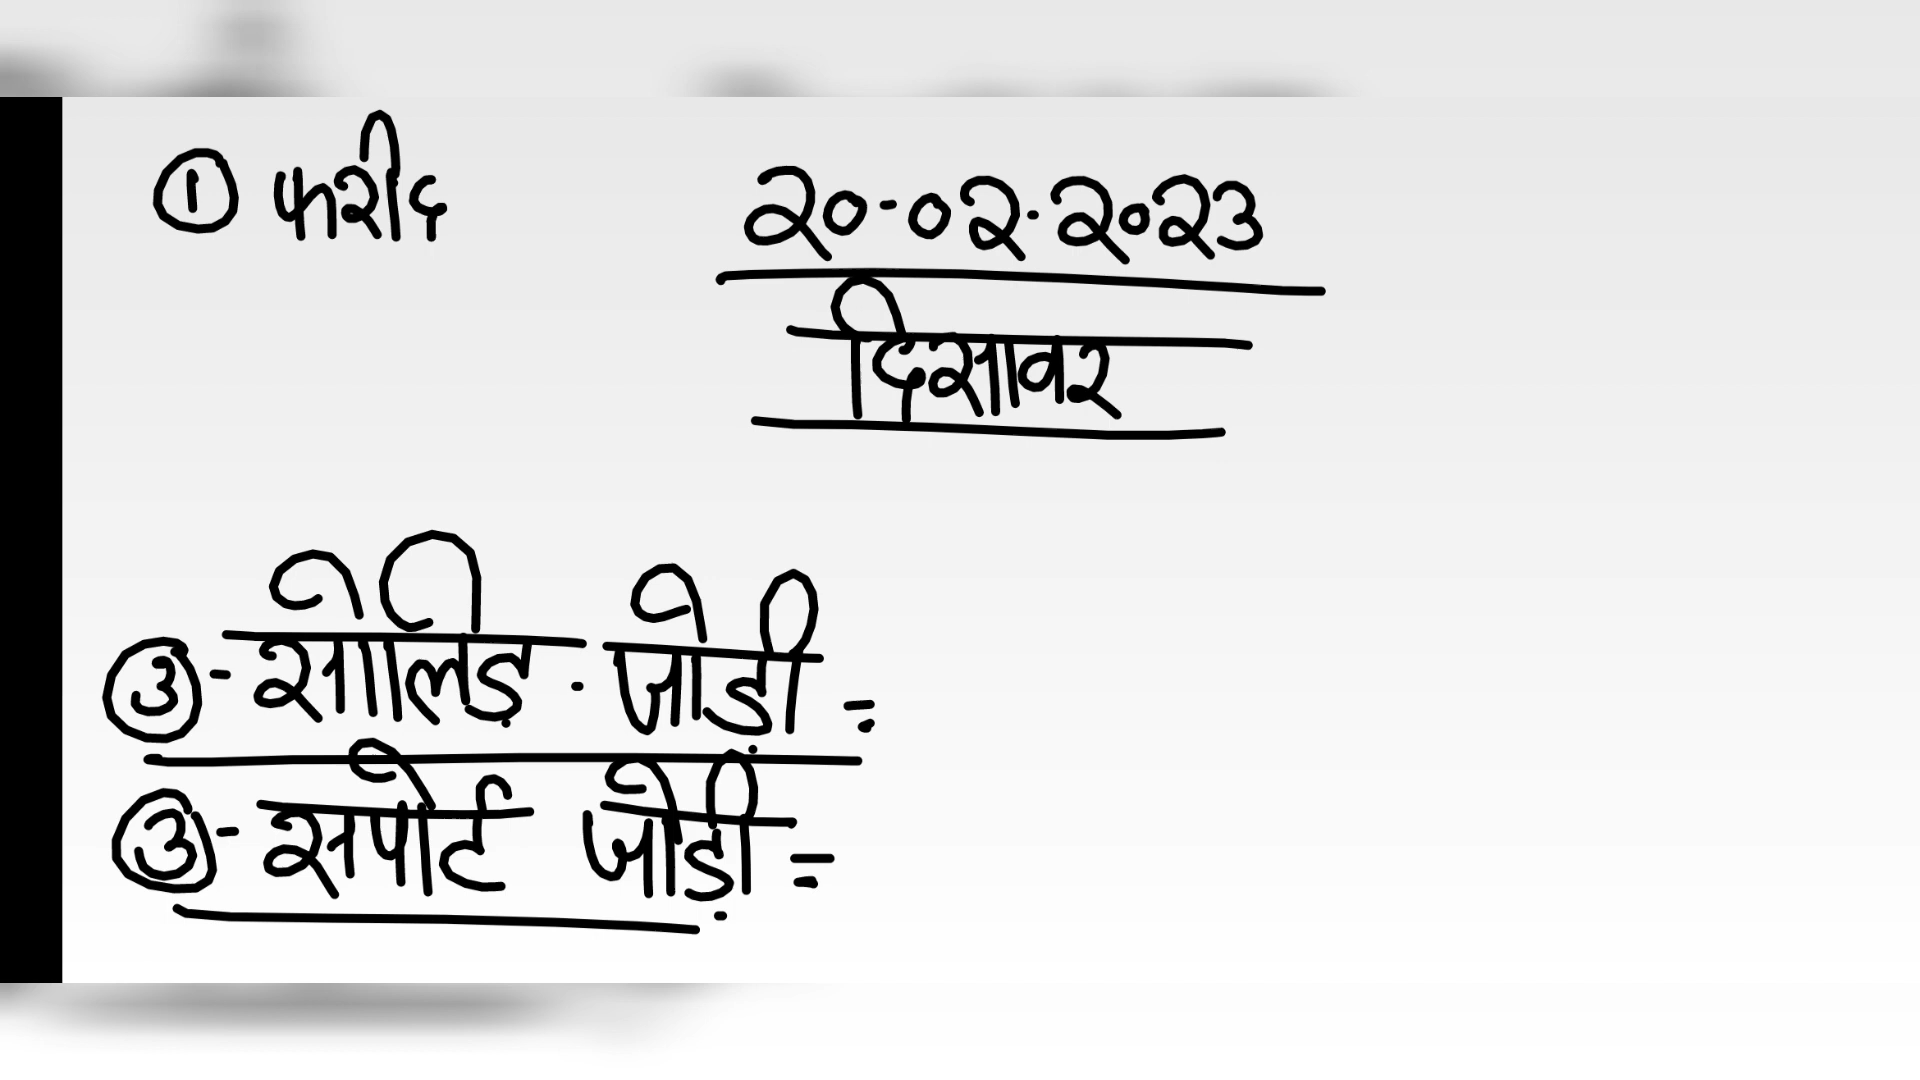 ① फरीद
२०-०२.२०२३
दिसावर
③ - सोलिड . जोड़ी =
③ - सपोर्ट जोड़ी =